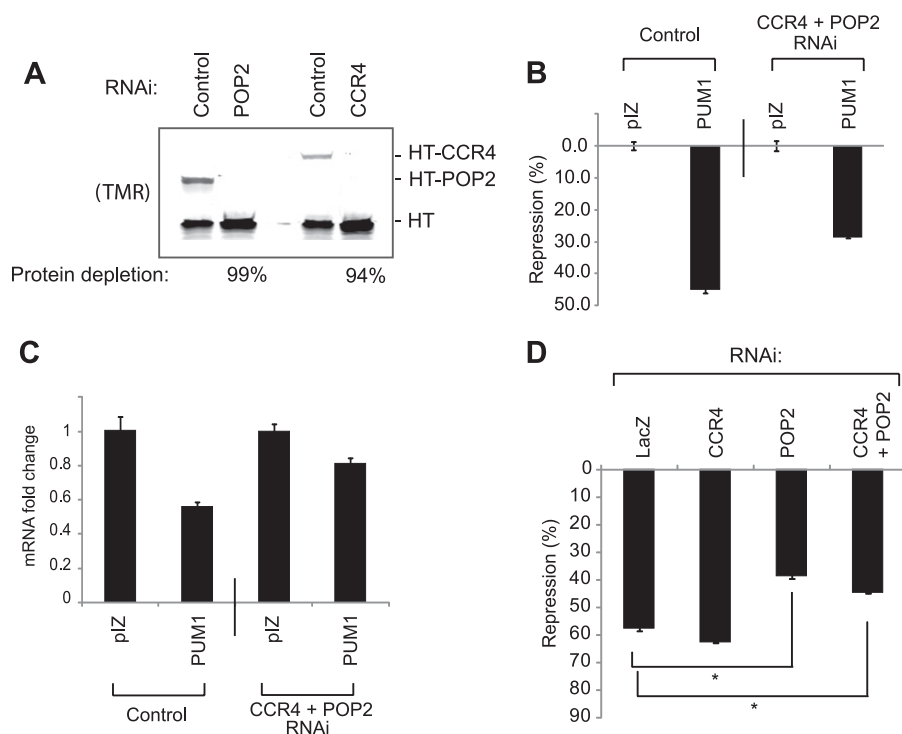 A
RNAi:
Control
POP2
Control
CCR4
(TMR)
- HT-CCR4
- HT-POP2
- HT
Protein depletion: 99% 94%
B
Control
CCR4 + POP2
RNAi
pIZ
PUM1
pIZ
PUM1
Repression (%)
0.0
10.0
20.0
30.0
40.0
50.0
C
mRNA fold change
1
0.8
0.6
0.4
0.2
0
pIZ
PUM1
pIZ
PUM1
Control
CCR4 + POP2
RNAi
D
RNAi:
LacZ
CCR4
POP2
CCR4
+ POP2
Repression (%)
0
10
20
30
40
50
60
70
80
90
*
*